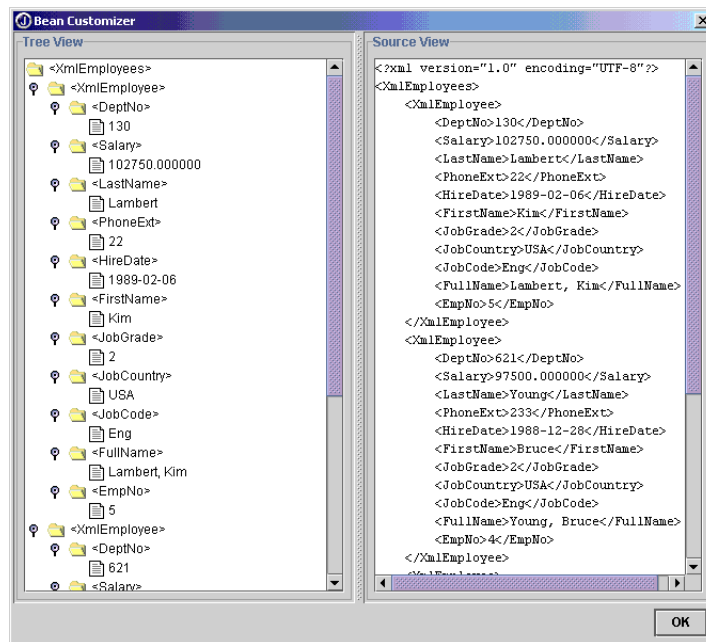 Bean Customizer
Tree View
<XmlEmployees>
<XmlEmployee>
<DeptNo>
130
<Salary>
102750.000000
<LastName>
Lambert
<PhoneExt>
22
<HireDate>
1989-02-06
<FirstName>
Kim
<JobGrade>
2
<JobCountry>
USA
<JobCode>
Eng
<FullName>
Lambert, Kim
<EmpNo>
5
<XmlEmployee>
<DeptNo>
621
<Salary>
Source View
<?xml version="1.0" encoding="UTF-8"?>
<XmlEmployees>
<XmlEmployee>
<DeptNo>130</DeptNo>
<Salary>102750.000000</Salary>
<LastName>Lambert</LastName>
<PhoneExt>22</PhoneExt>
<HireDate>1989-02-06</HireDate>
<FirstName>Kim</FirstName>
<JobGrade>2</JobGrade>
<JobCountry>USA</JobCountry>
<JobCode>Eng</JobCode>
<FullName>Lambert, Kim</FullName>
<EmpNo>5</EmpNo>
</XmlEmployee>
<XmlEmployee>
<DeptNo>621</DeptNo>
<Salary>97500.000000</Salary>
<LastName>Young</LastName>
<PhoneExt>233</PhoneExt>
<HireDate>1988-12-28</HireDate>
<FirstName>Bruce</FirstName>
<JobGrade>2</JobGrade>
<JobCountry>USA</JobCountry>
<JobCode>Eng</JobCode>
<FullName>Young, Bruce</FullName>
<EmpNo>4</EmpNo>
</XmlEmployee>
<XmlEmployee>
OK